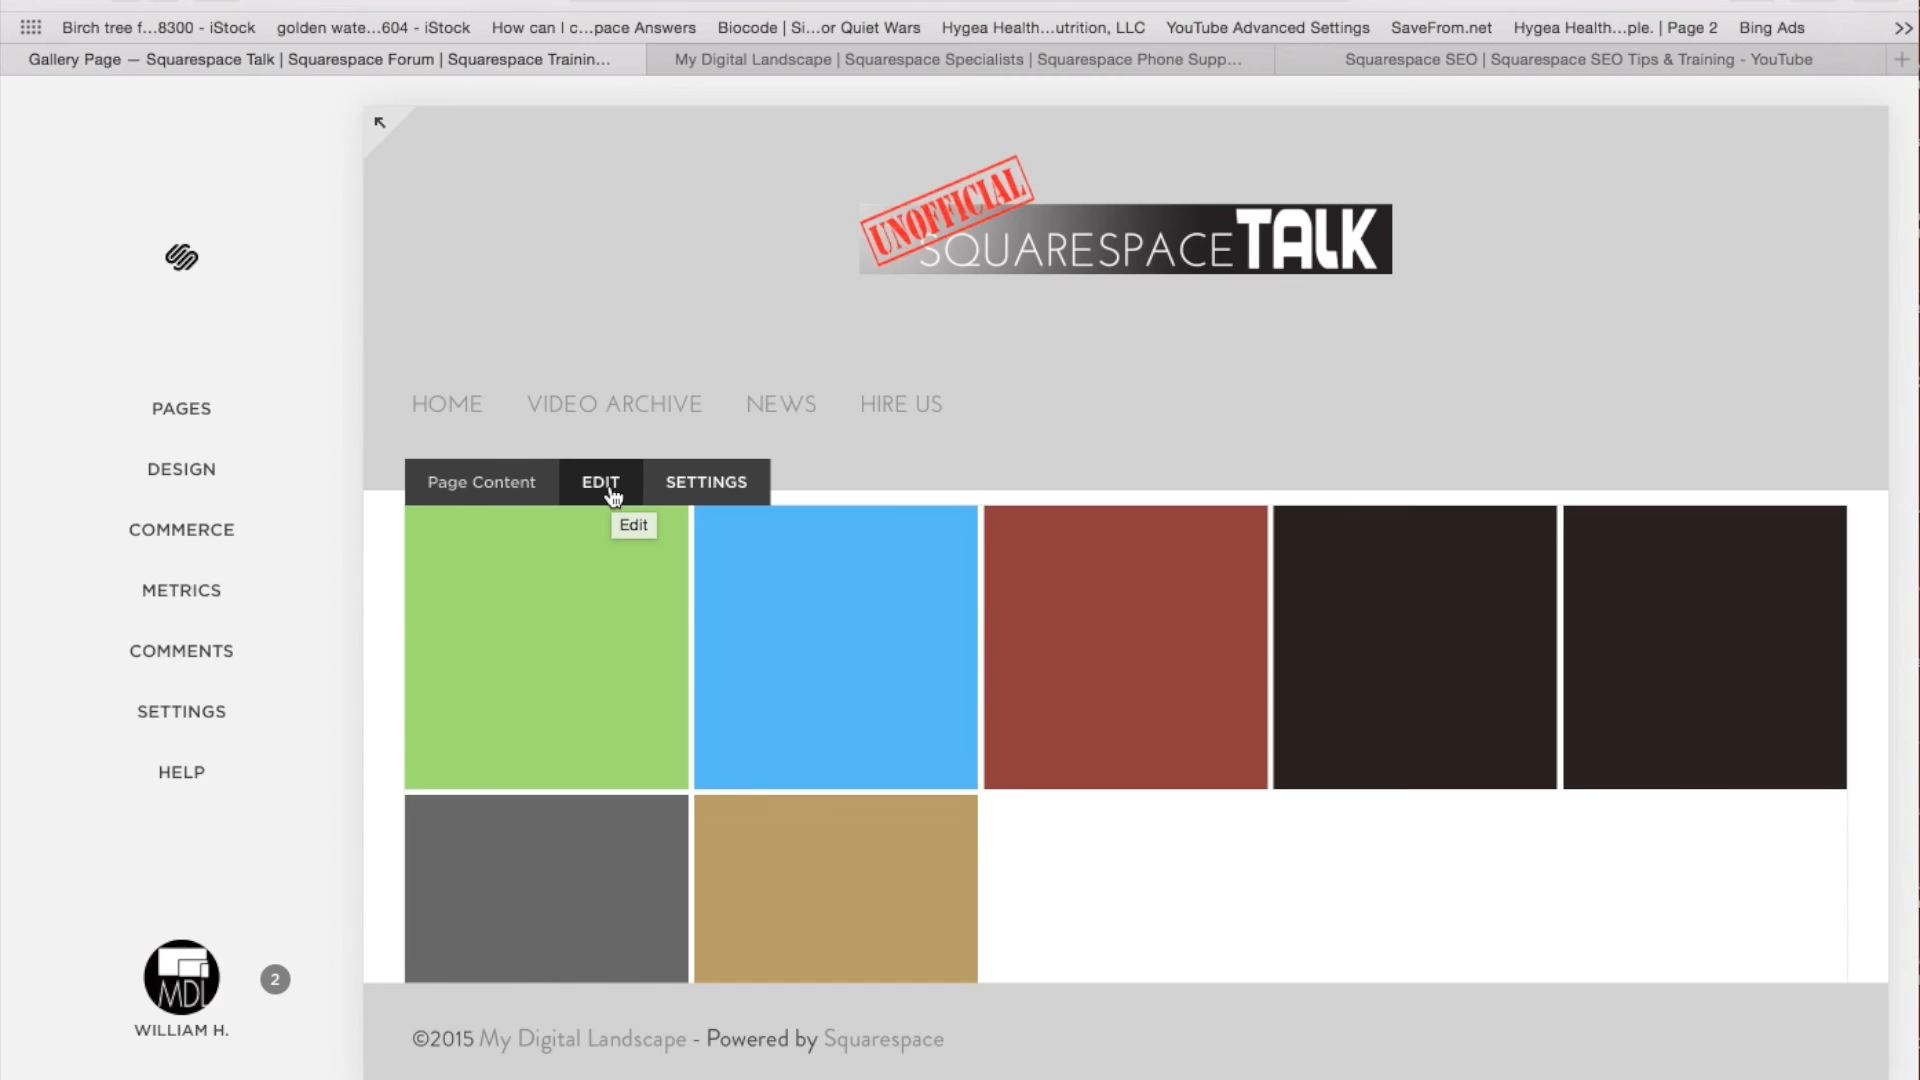 Birch tree f...8300 - iStock golden wate...604 - iStock How can I c...pace Answers Biocode | Si...or Quiet Wars Hygea Health...utrition, LLC YouTube Advanced Settings SaveFrom.net Hygea Health...ple. | Page 2 Bing Ads
Gallery Page — Squarespace Talk | Squarespace Forum | Squarespace Trainin... My Digital Landscape | Squarespace Specialists | Squarespace Phone Supp... Squarespace SEO | Squarespace SEO Tips & Training - YouTube
UNOFFICIAL
SQUARESPACETALK
HOME VIDEO ARCHIVE NEWS HIRE US
Page Content EDIT SETTINGS
Edit
PAGES
DESIGN
COMMERCE
METRICS
COMMENTS
SETTINGS
HELP
MDL
2
WILLIAM H.
©2015 My Digital Landscape - Powered by Squarespace